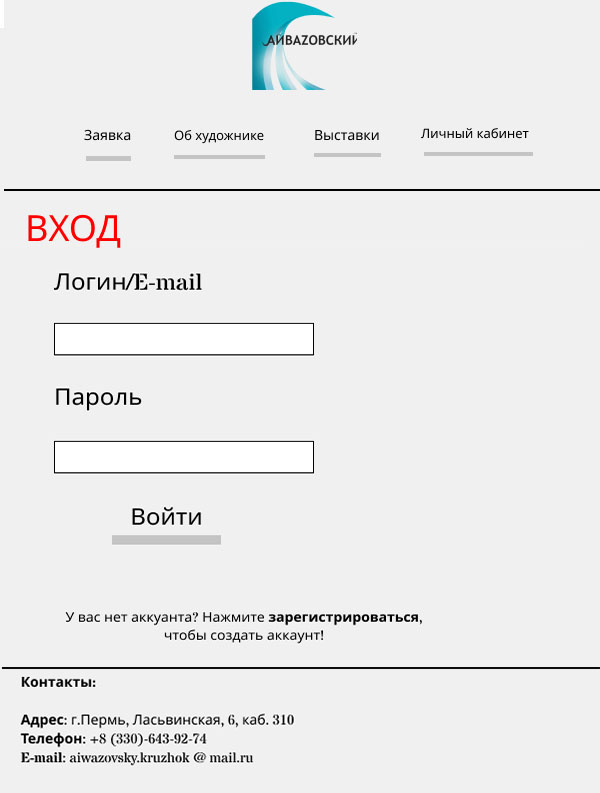 АЙВАZОВСКИЙ
Заявка Об художнике Выставки Личный кабинет
ВХОД
Логин/E-mail
Пароль
Войти
У вас нет аккуанта? Нажмите зарегистрироваться,
чтобы создать аккаунт!
Контакты:
Адрес: г.Пермь, Ласьвинская, 6, каб. 310
Телефон: +8 (330)-643-92-74
E-mail: aiwazovsky.kruzhok @ mail.ru